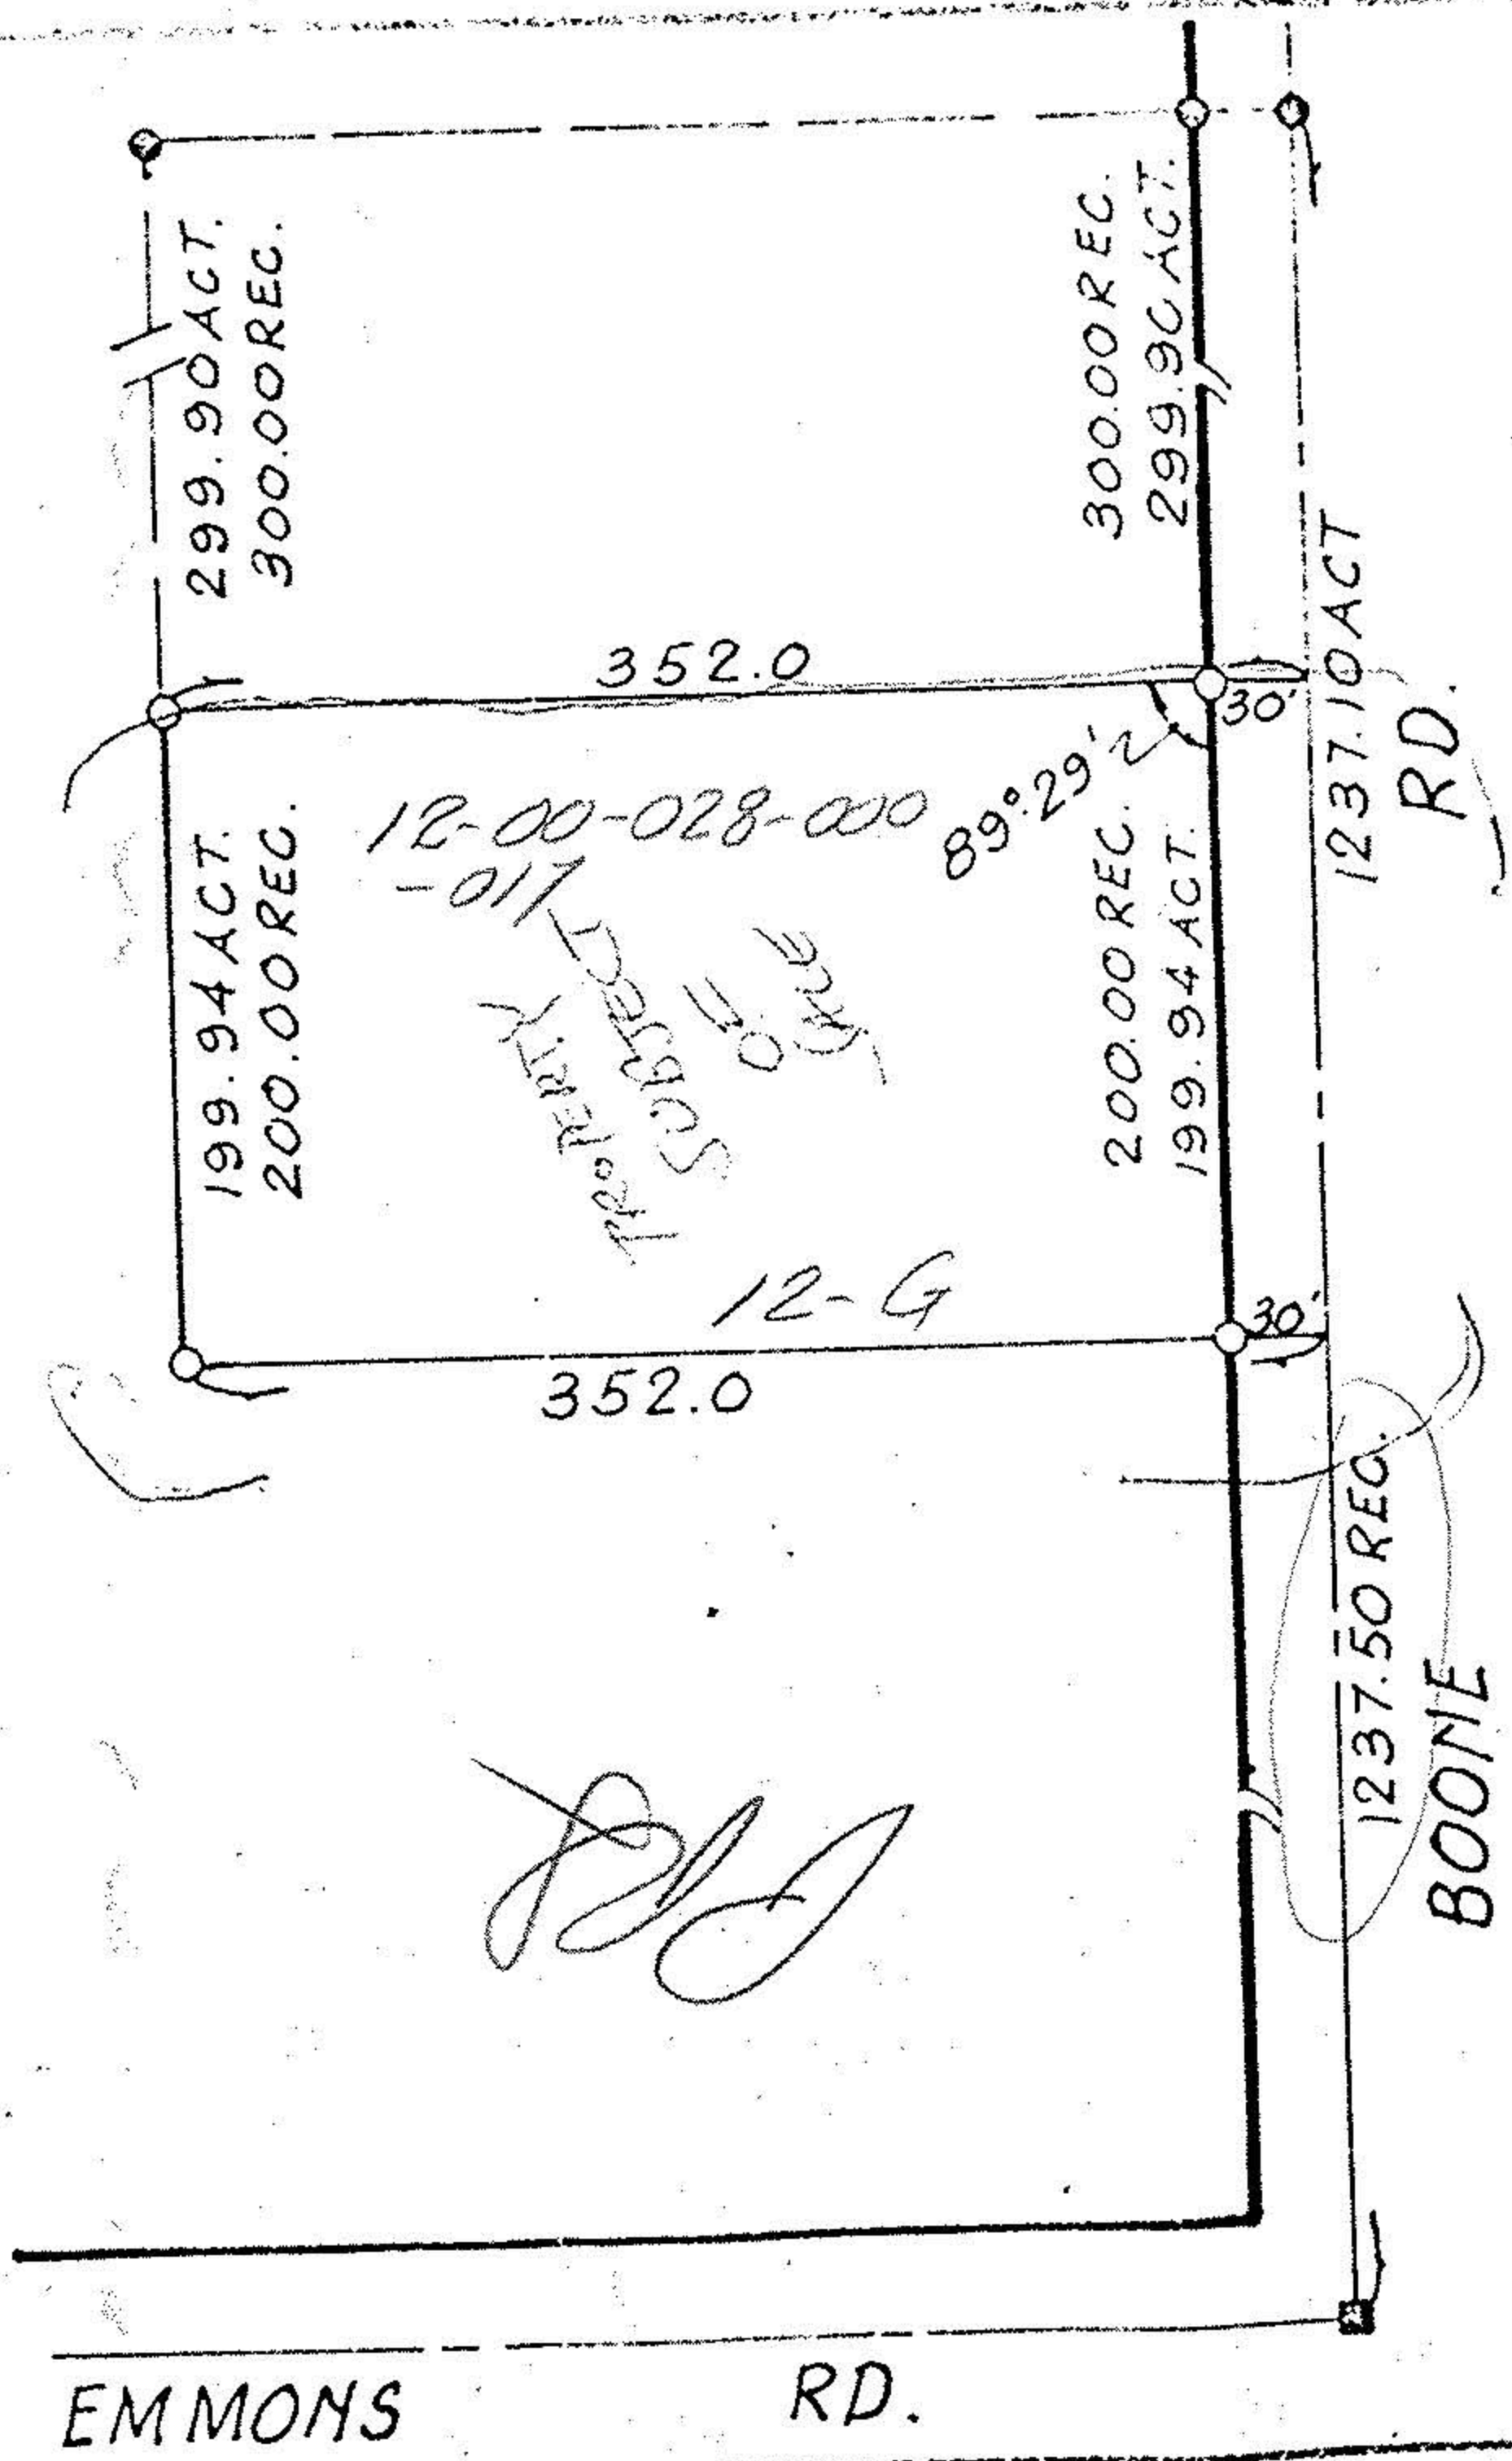 299.90 ACT.
300.00 REC.
300.00 REC.
299.90 ACT.
352.0
30'
1237.10 ACT
RD.
12-00-028-000
-017
89°.29'
199.94 ACT.
200.00 REC.
SUBJECT
PROPERTY
200.00 REC.
199.94 ACT.
12-G
30'
352.0
1237.50 REC.
BOONE
EMMONS RD.